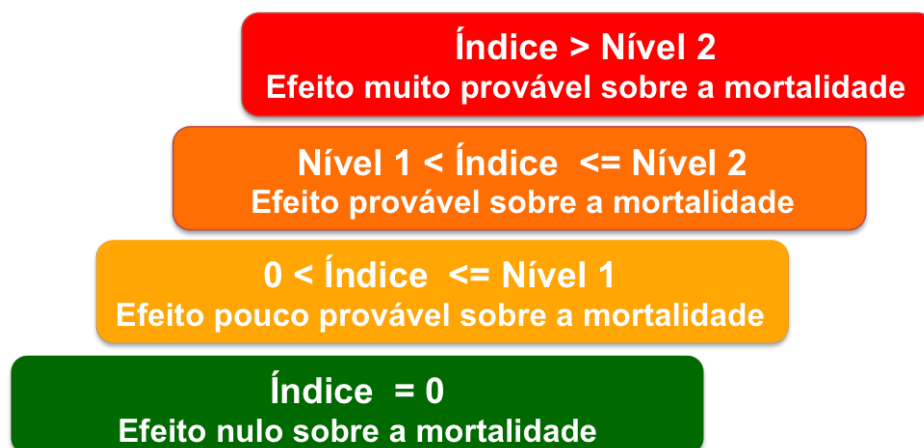 Índice > Nível 2
Efeito muito provável sobre a mortalidade
Nível 1 < Índice <= Nível 2
Efeito provável sobre a mortalidade
0 < Índice <= Nível 1
Efeito pouco provável sobre a mortalidade
Índice = 0
Efeito nulo sobre a mortalidade